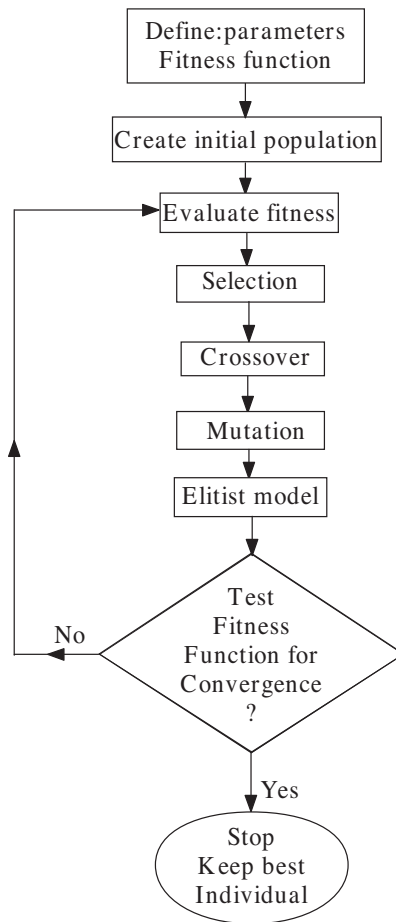 Define:parameters
Fitness function
Create initial population
Evaluate fitness
Selection
Crossover
Mutation
Elitist model
Test
Fitness
Function for
Convergence
?
No
Yes
Stop
Keep best
Individual